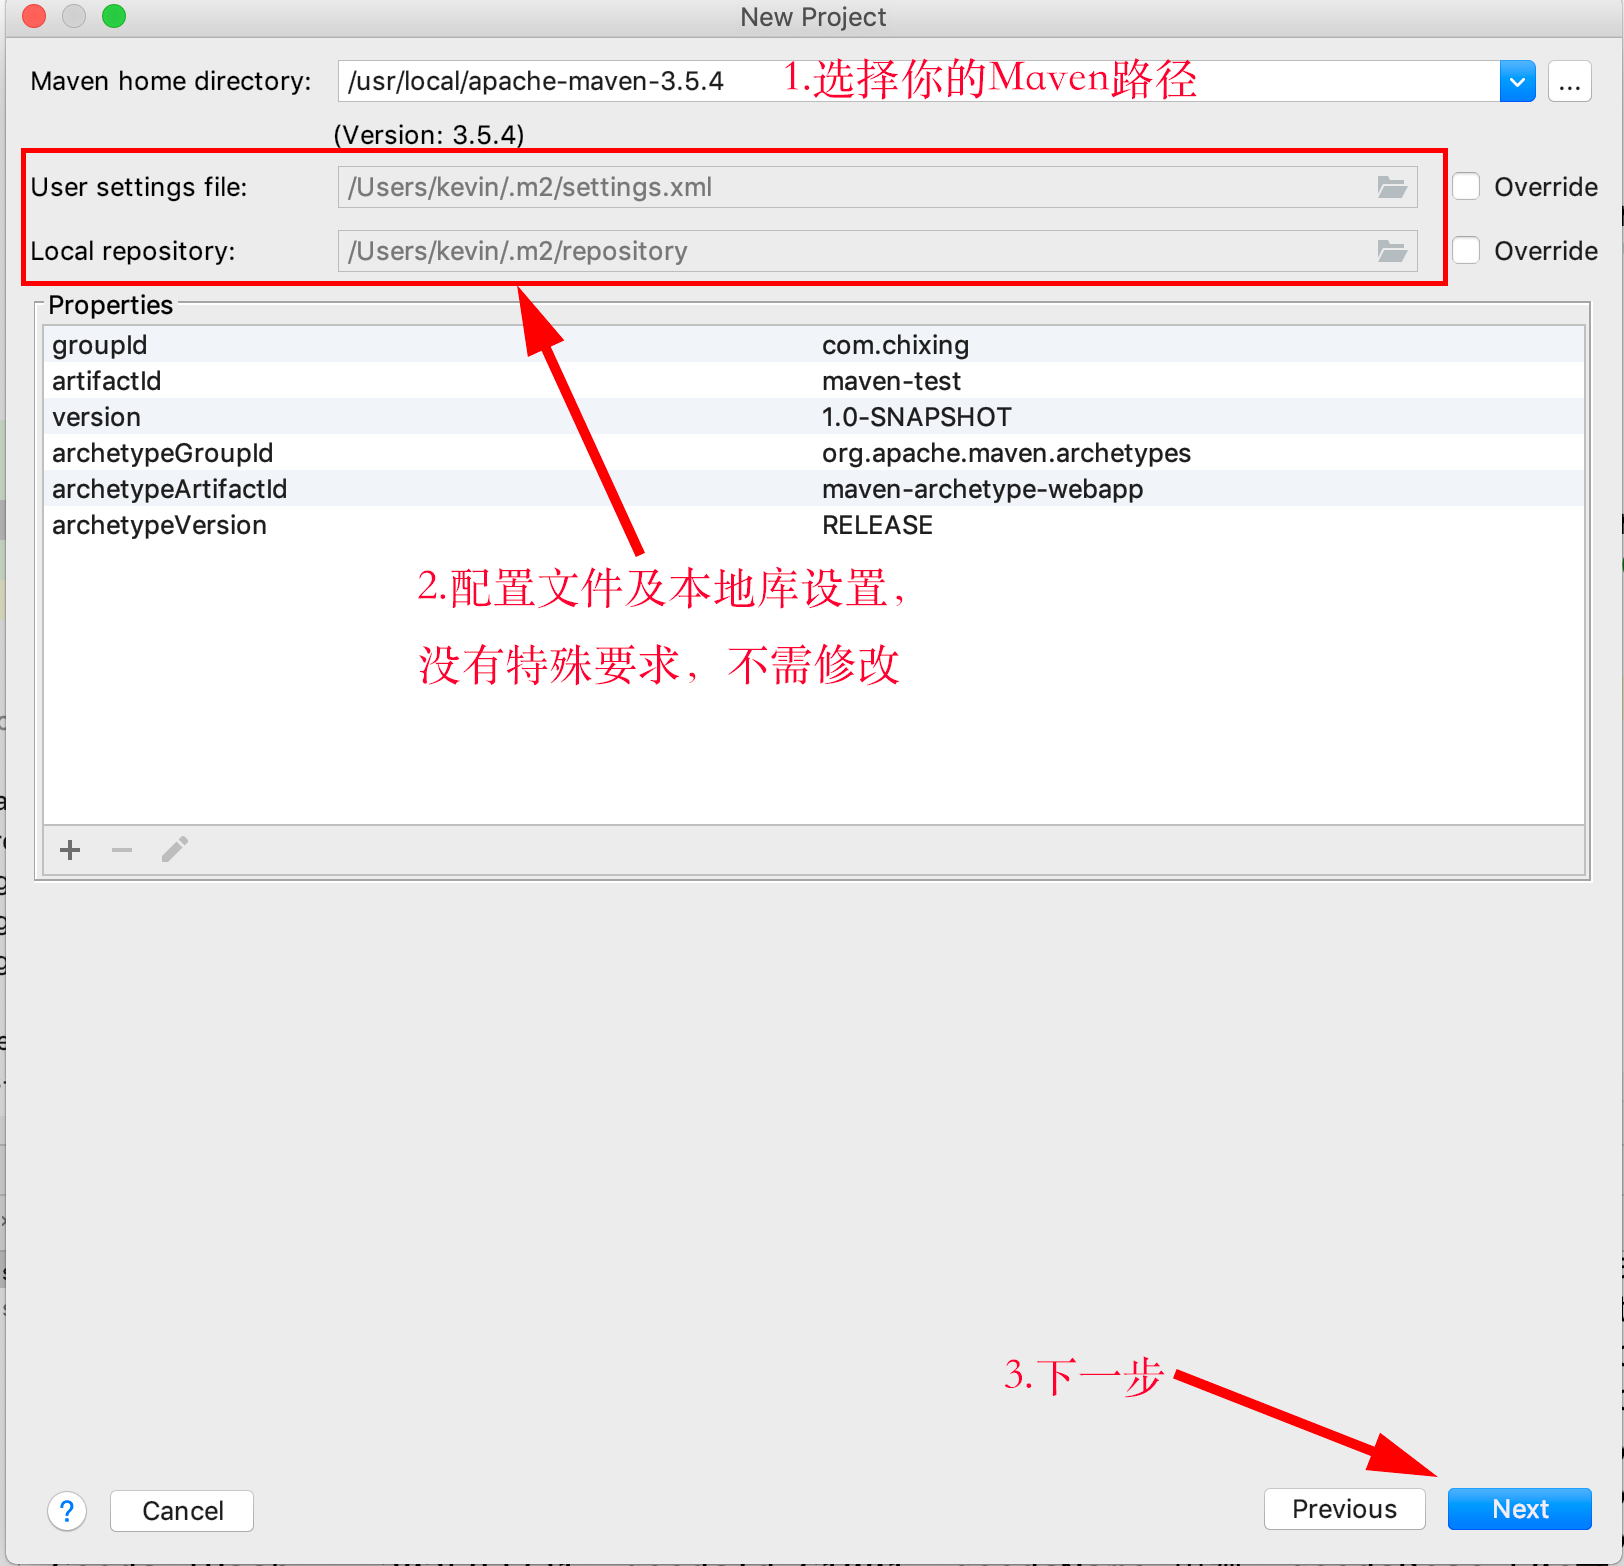 New Project
Maven home directory: /usr/local/apache-maven-3.5.4 1.选择你的Maven路径 ...
(Version: 3.5.4)
User settings file: /Users/kevin/.m2/settings.xml Override
Local repository: /Users/kevin/.m2/repository Override
Properties
groupId com.chixing
artifactId maven-test
version 1.0-SNAPSHOT
archetypeGroupId org.apache.maven.archetypes
archetypeArtifactId maven-archetype-webapp
archetypeVersion RELEASE
2.配置文件及本地库设置，
没有特殊要求，不需修改
3.下一步
? Cancel Previous Next